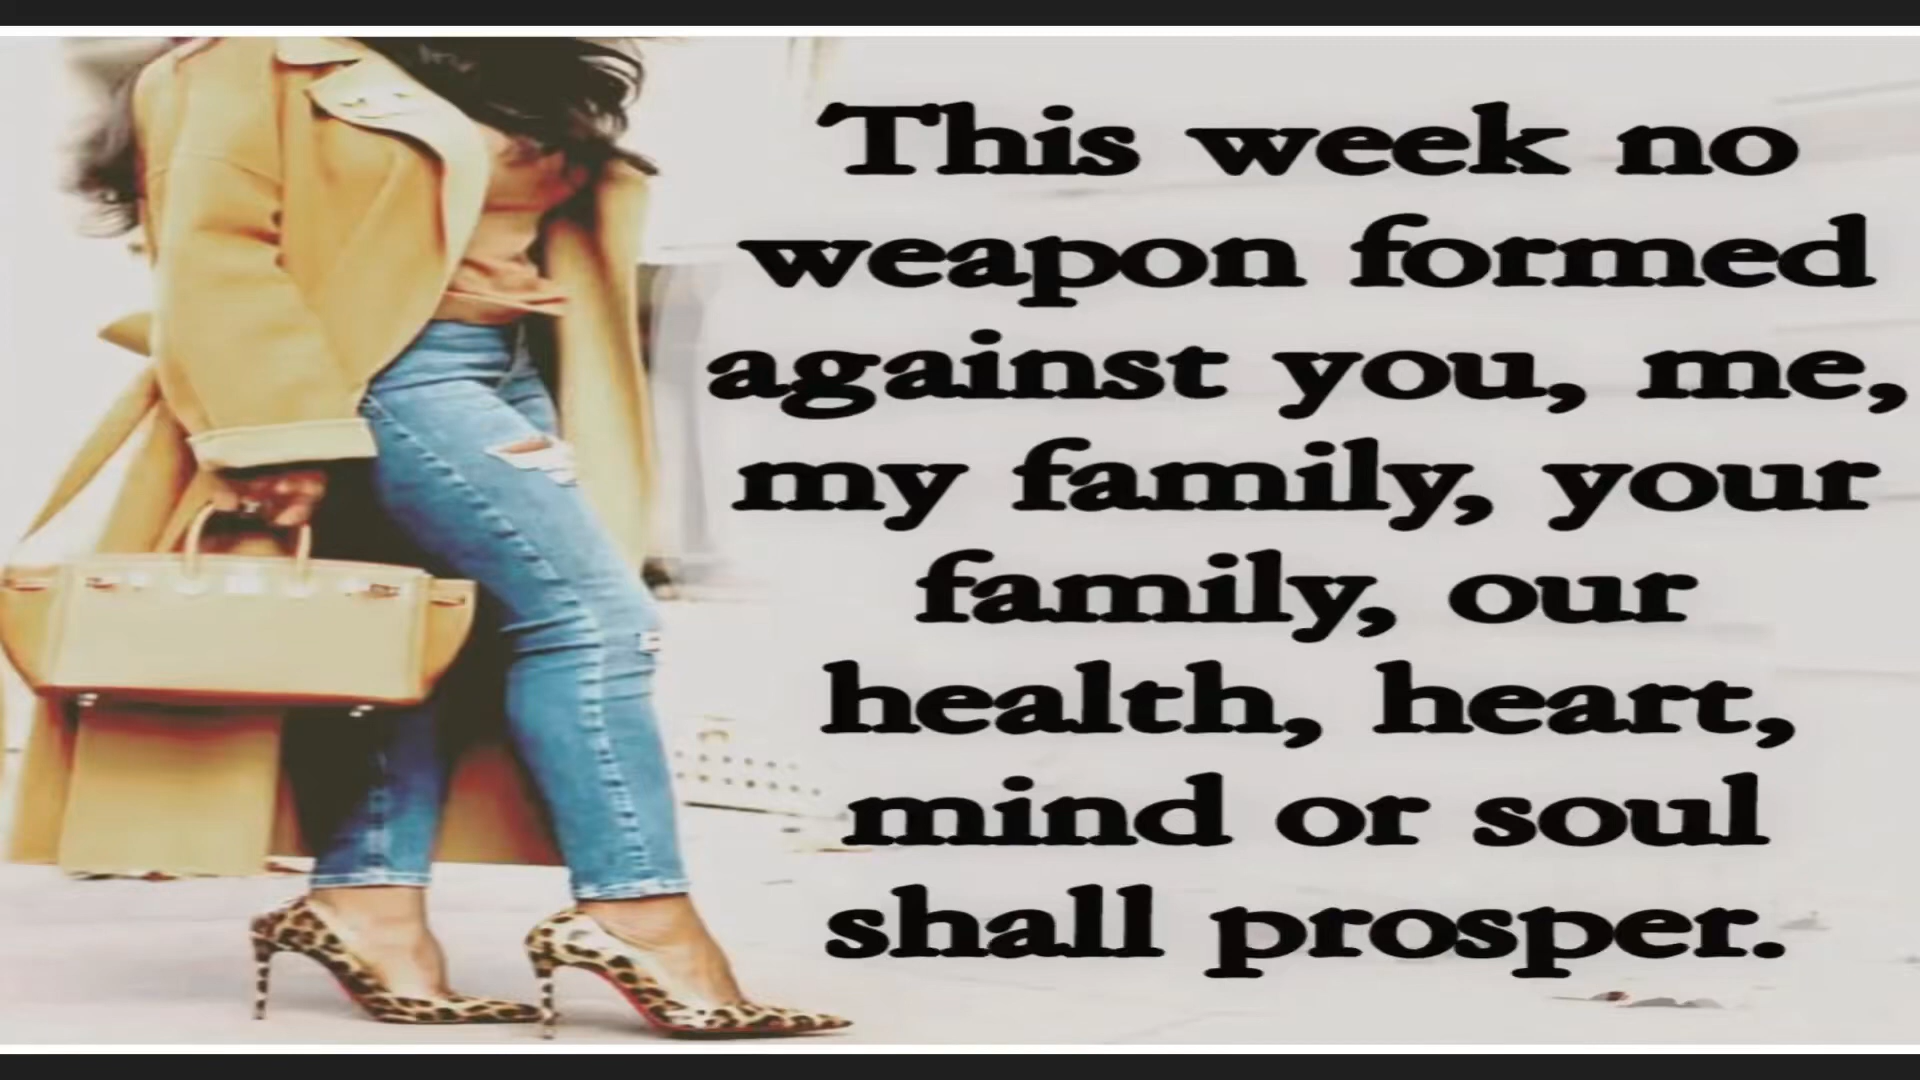 This week no
weapon formed
against you, me,
my family, your
family, our
health, heart,
mind or soul
shall prosper.